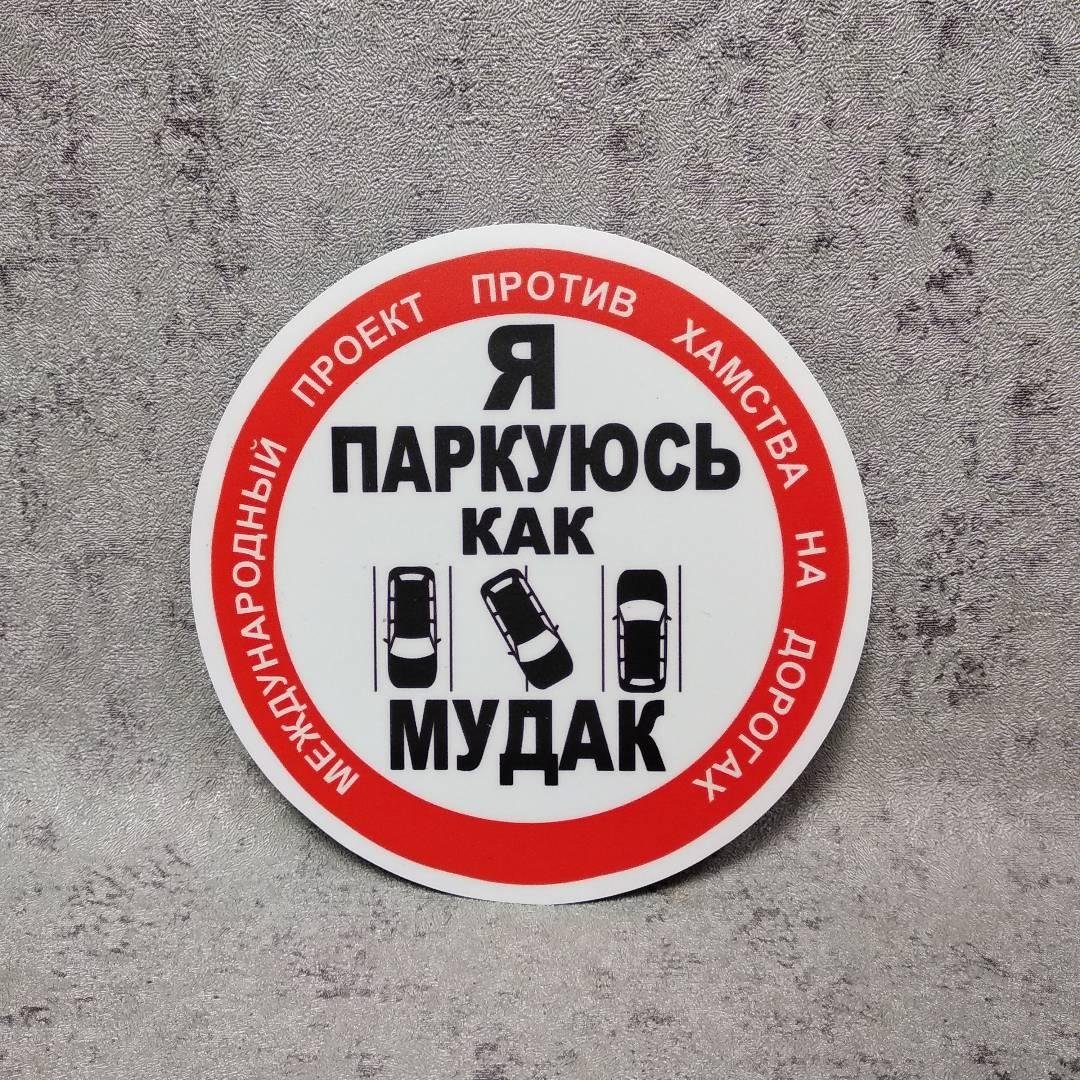 МЕЖДУНАРОДНЫЙ ПРОЕКТ ПРОТИВ ХАМСТВА НА ДОРОГАХ
Я
ПАРКУЮСЬ
КАК
МУДАК